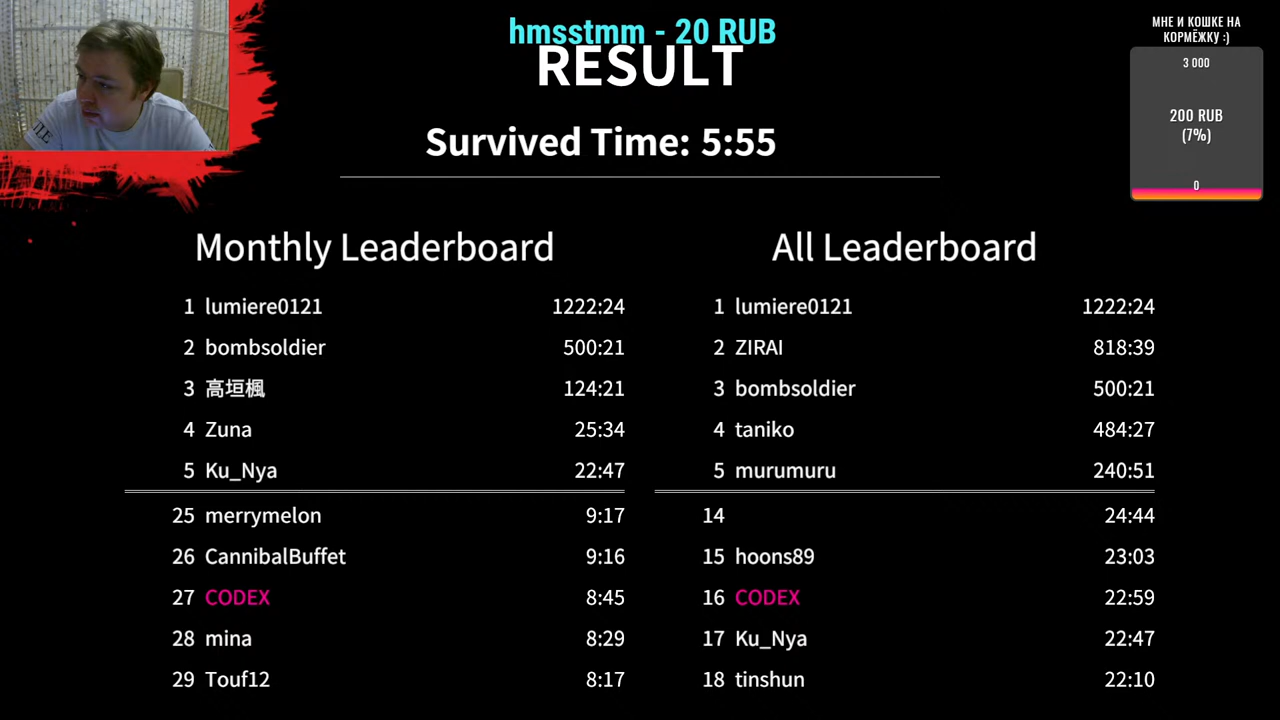 hmsstmm - 20 RUB
RESULT
МНЕ И КОШКЕ НА
КОРМЁЖКУ :)
3 000
200 RUB
(7%)
0
Survived Time: 5:55
Monthly Leaderboard
1 lumiere0121 1222:24
2 bombsoldier 500:21
3 高垣楓 124:21
4 Zuna 25:34
5 Ku_Nya 22:47
25 merrymelon 9:17
26 CannibalBuffet 9:16
27 CODEX 8:45
28 mina 8:29
29 Touf12 8:17
All Leaderboard
1 lumiere0121 1222:24
2 ZIRAI 818:39
3 bombsoldier 500:21
4 taniko 484:27
5 murumuru 240:51
14 24:44
15 hoons89 23:03
16 CODEX 22:59
17 Ku_Nya 22:47
18 tinshun 22:10